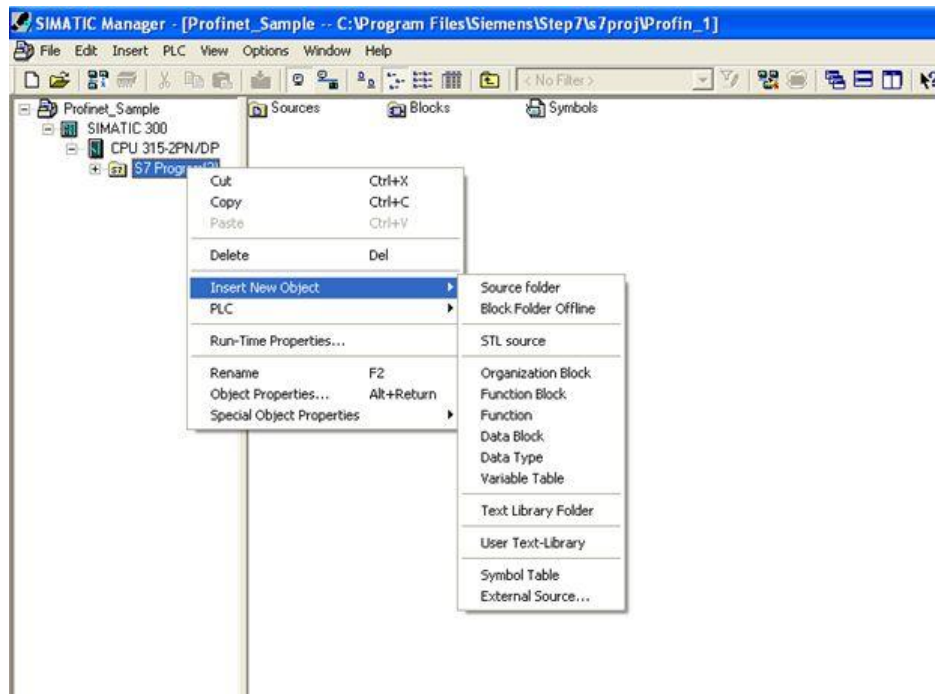 SIMATIC Manager - [Profinet_Sample -- C:\Program Files\Siemens\Step7\s7proj\Profin_1]
File Edit Insert PLC View Options Window Help
< No Filter >
Profinet_Sample
SIMATIC 300
CPU 315-2PN/DP
S7
Sources Blocks Symbols
Cut Ctrl+X
Copy Ctrl+C
Paste Ctrl+V
Delete Del
Insert New Object
PLC
Run-Time Properties...
Rename F2
Object Properties... Alt+Return
Special Object Properties
Source folder
Block Folder Offline
STL source
Organization Block
Function Block
Function
Data Block
Data Type
Variable Table
Text Library Folder
User Text-Library
Symbol Table
External Source...